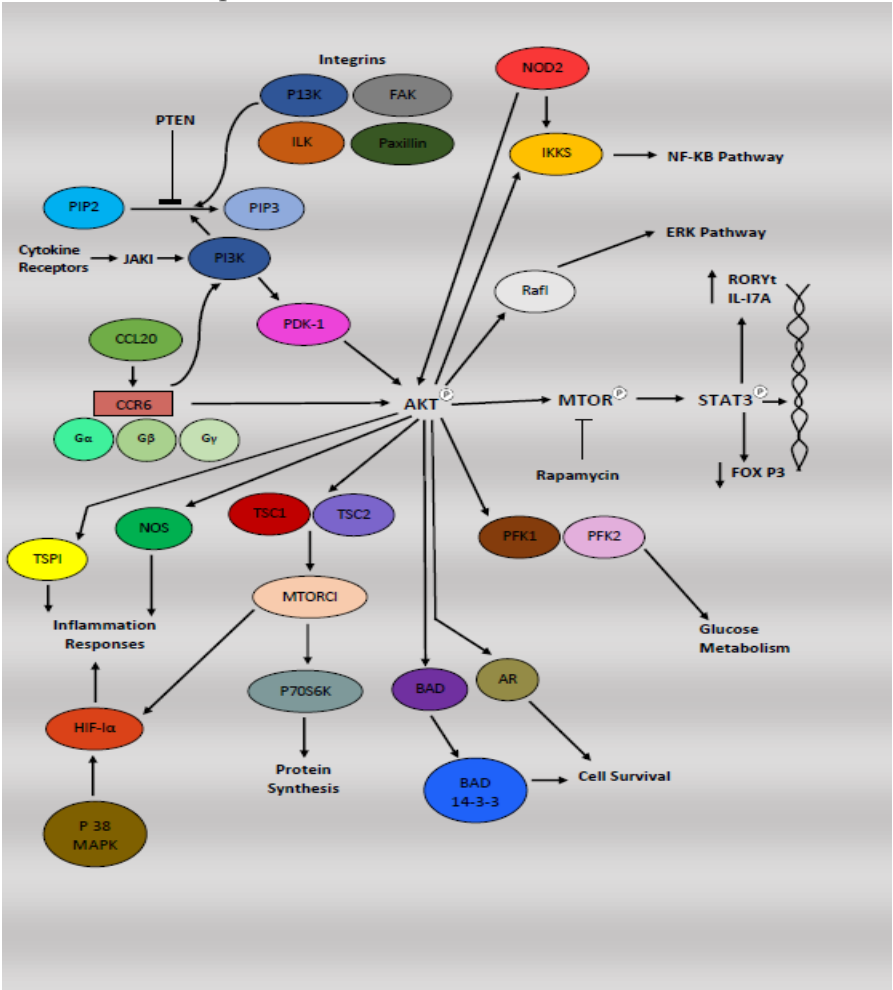 Integrins
P13K
FAK
ILK
Paxillin
NOD2
IKKS
NF-KB Pathway
PTEN
PIP2
PIP3
Cytokine
Receptors
JAKI
PI3K
ERK Pathway
RafI
RORYt
IL-I7A
PDK-1
CCL20
CCR6
Gα
Gβ
Gγ
AKT
P
MTOR
P
STAT3
P
Rapamycin
FOX P3
TSPI
NOS
TSC1
TSC2
PFK1
PFK2
MTORCI
Inflammation
Responses
Glucose
Metabolism
P70S6K
BAD
AR
HIF-Iα
Protein
Synthesis
BAD
14-3-3
Cell Survival
P 38
MAPK